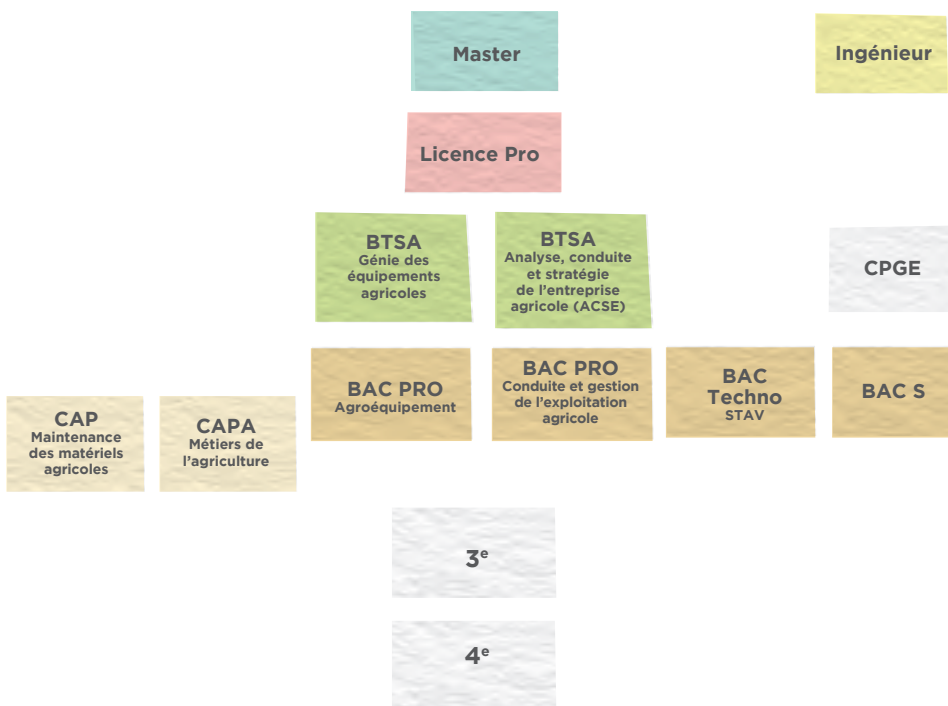 Master
Ingénieur
Licence Pro
BTSA
Génie des
équipements
agricoles
BTSA
Analyse, conduite
et stratégie
de l'entreprise
agricole (ACSE)
CPGE
BAC PRO
Agroéquipement
BAC PRO
Conduite et gestion
de l'exploitation
agricole
BAC
Techno
STAV
BAC S
CAP
Maintenance
des matériels
agricoles
CAPA
Métiers de
l'agriculture
3e
4e